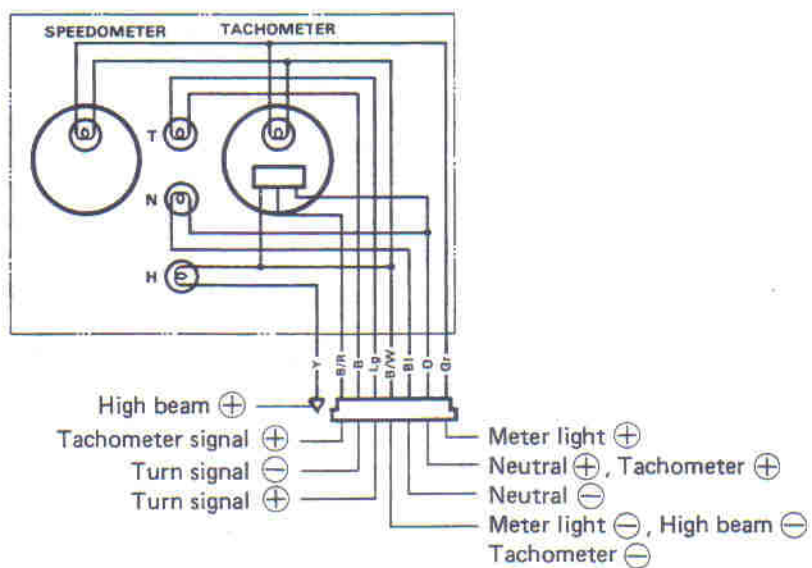 SPEEDOMETER TACHOMETER
T
N
H
Y B/R B Lg B/W Bl O Gr
High beam ⊕
Tachometer signal ⊕
Turn signal ⊖
Turn signal ⊕
Meter light ⊕
Neutral ⊕, Tachometer ⊕
Neutral ⊖
Meter light ⊖, High beam ⊖
Tachometer ⊖